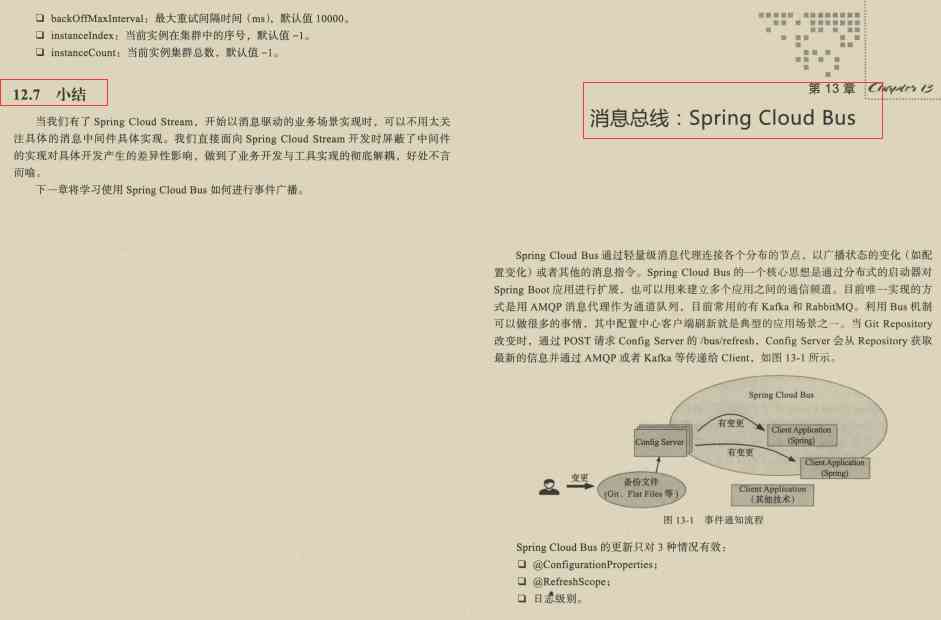 ❑ backOffMaxInterval：最大重试间隔时间（ms），默认值 10000。
❑ instanceIndex：当前实例在集群中的序号，默认值 −1。
❑ instanceCount：当前实例集群总数，默认值 −1。
12.7 小结
当我们有了 Spring Cloud Stream，开始以消息驱动的业务场景实现时，可以不用太关
注具体的消息中间件具体实现。我们直接面向 Spring Cloud Stream 开发时屏蔽了中间件
的实现对具体开发产生的差异性影响，做到了业务开发与工具实现的彻底解耦，好处不言
而喻。
下一章将学习使用 Spring Cloud Bus 如何进行事件广播。
第 13 章 Chapter 13
消息总线：Spring Cloud Bus
Spring Cloud Bus 通过轻量级消息代理连接各个分布的节点，以广播状态的变化（如配
置变化）或者其他的消息指令。Spring Cloud Bus 的一个核心思想是通过分布式的启动器对
Spring Boot 应用进行扩展，也可以用来建立多个应用之间的通信频道。目前唯一实现的方
式是用 AMQP 消息代理作为通道队列，目前常用的有 Kafka 和 RabbitMQ。利用 Bus 机制
可以做很多的事情，其中配置中心客户端刷新就是典型的应用场景之一。当 Git Repository
改变时，通过 POST 请求 Config Server 的 /bus/refresh，Config Server 会从 Repository 获取
最新的信息并通过 AMQP 或者 Kafka 等传递给 Client，如图 13-1 所示。
Spring Cloud Bus
有变更
Client Application
(Spring)
Config Server
有变更
Client Application
(Spring)
变更
备份文件
(Git、Flat Files 等)
Client Application
（其他技术）
图 13-1 事件通知流程
Spring Cloud Bus 的更新只对 3 种情况有效：
❑ @ConfigurationProperties；
❑ @RefreshScope；
❑ 日志级别。